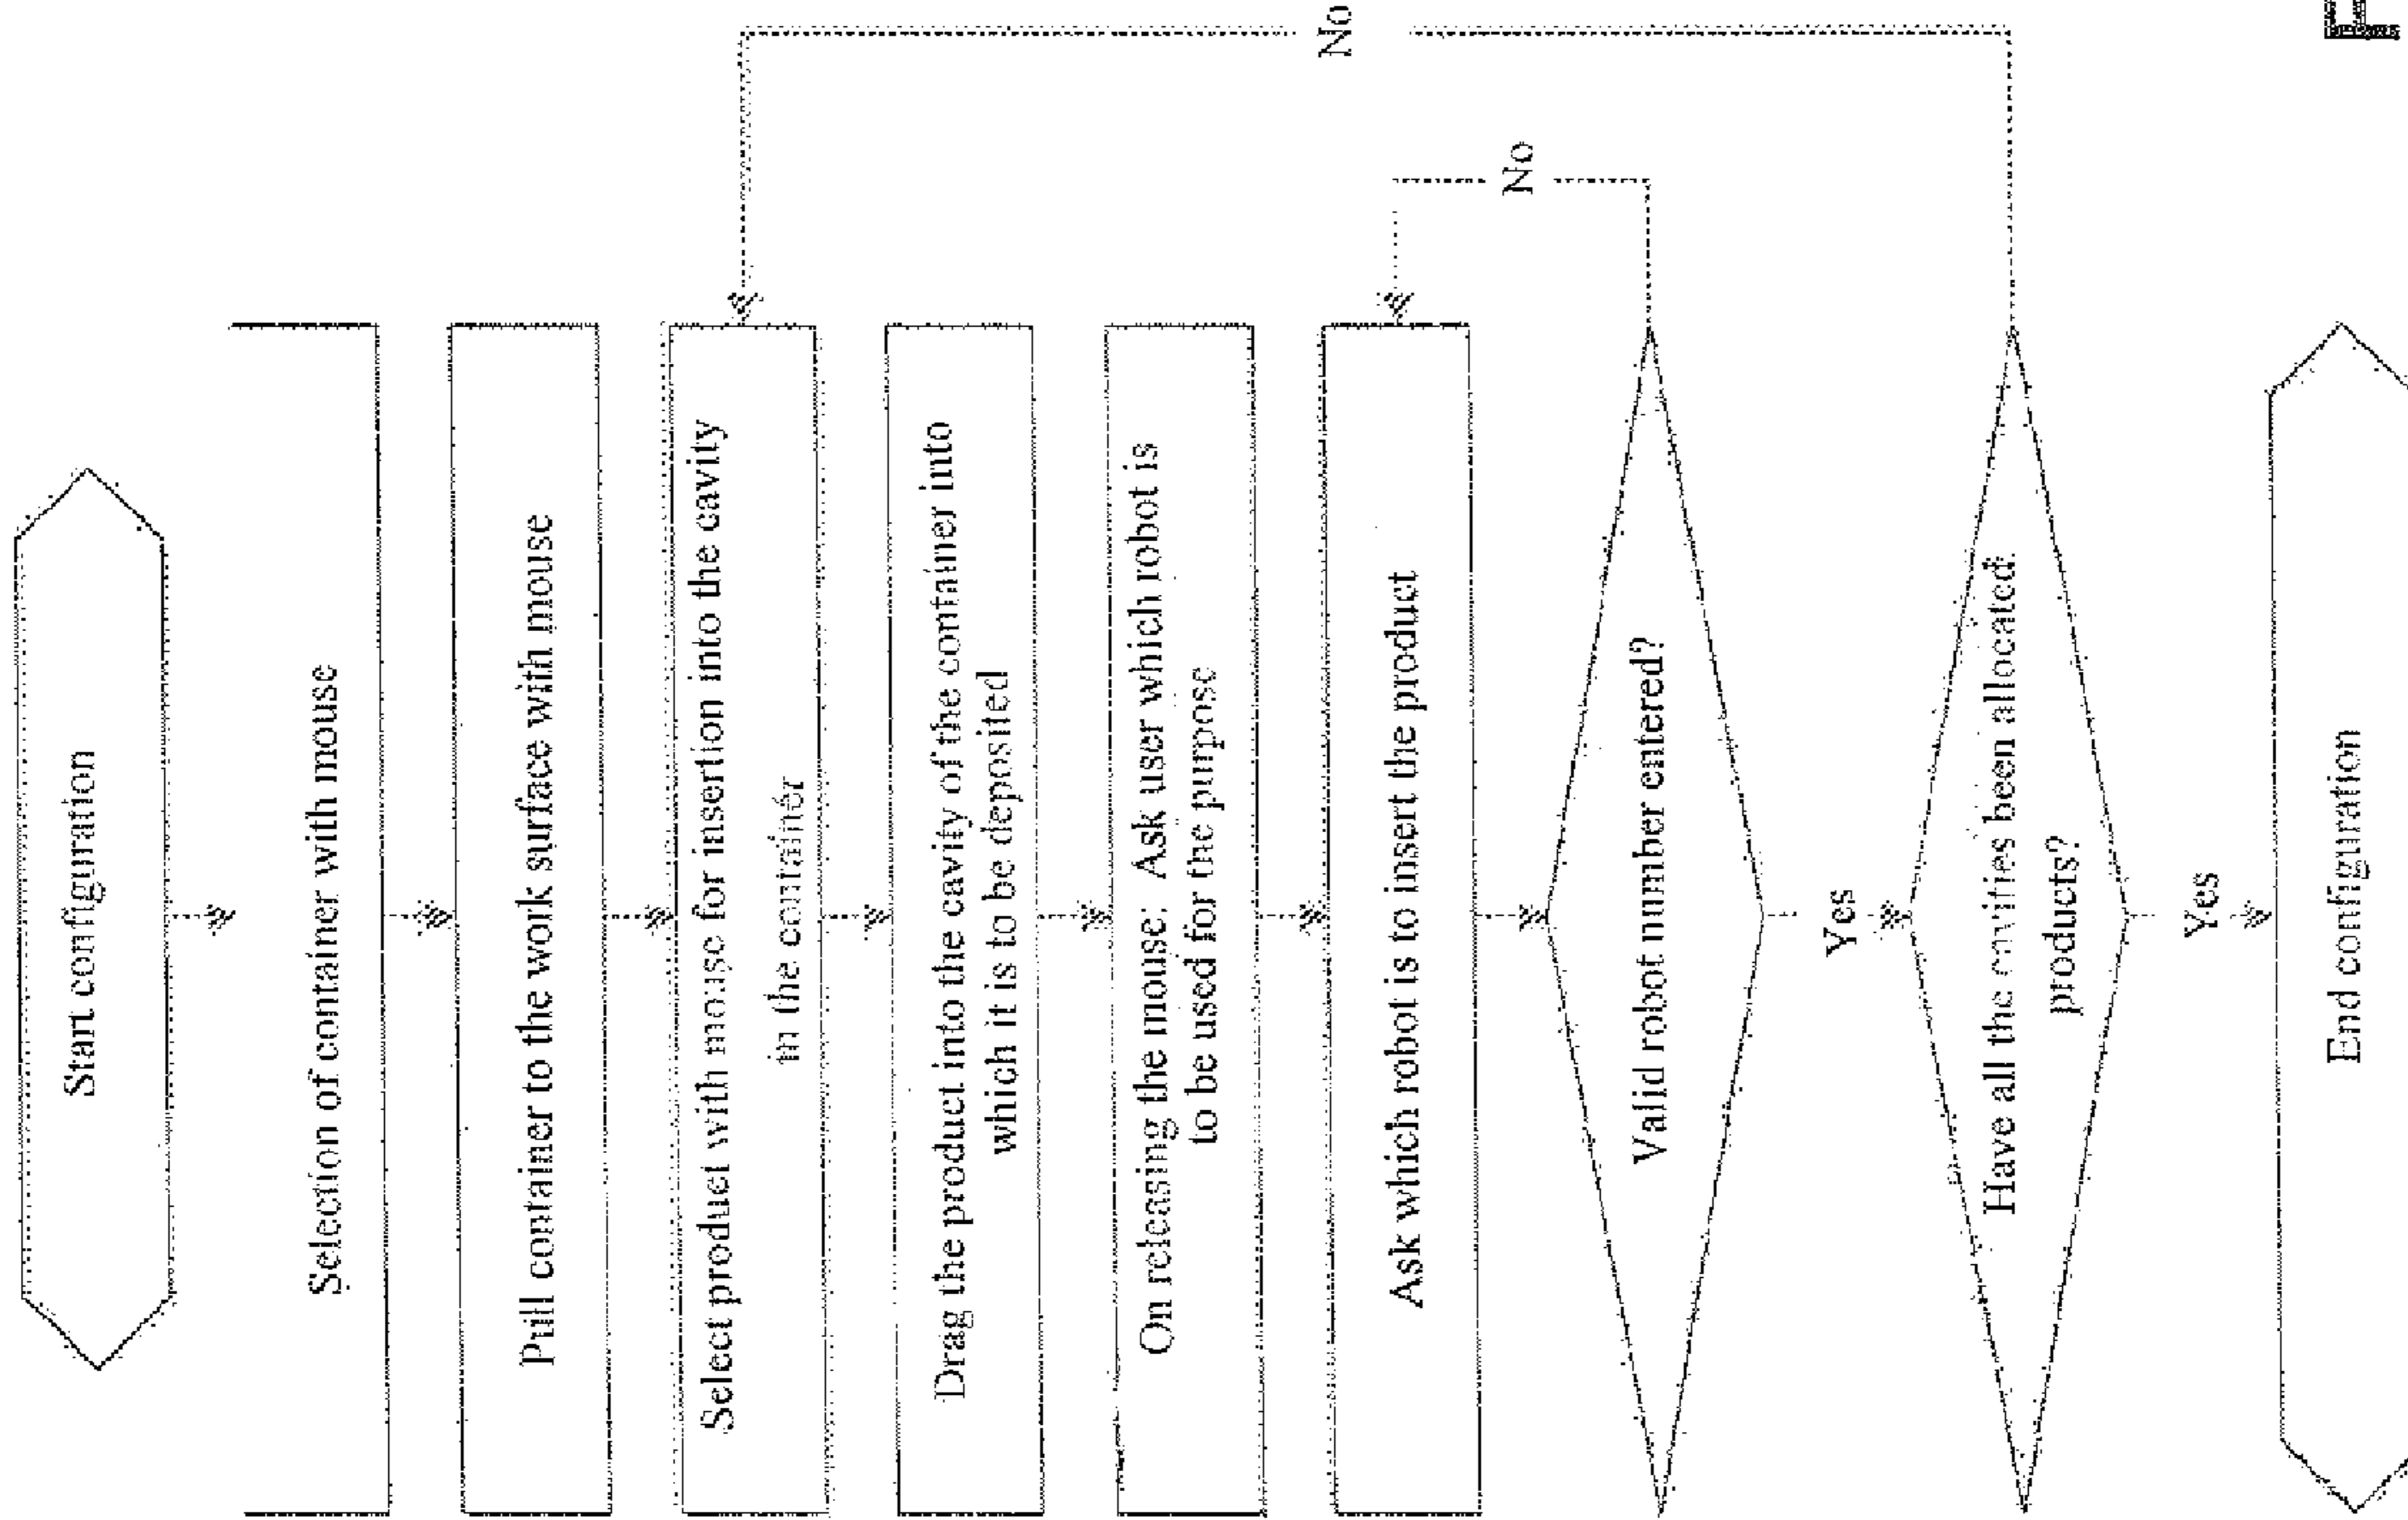 Start configuration
Selection of container with mouse
Pull container to the work surface with mouse
Select product with mouse for insertion into the cavity
in the container
Drag the product into the cavity of the container into
which it is to be deposited
On releasing the mouse: Ask user which robot is
to be used for the purpose
Ask which robot is to insert the product
No
Valid robot number entered?
Yes
No
Have all the cavities been allocated
products?
Yes
End configuration